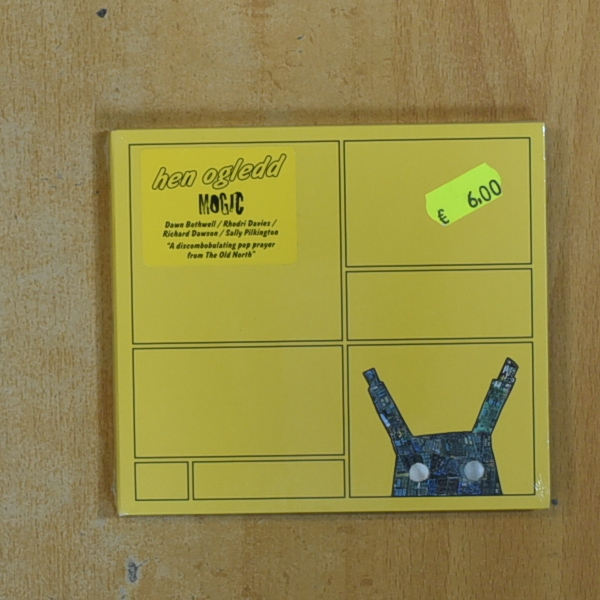 hen ogledd
MOGIC
Dawn Bothwell / Rhodri Davies /
Richard Dawson / Sally Pilkington
"A discombobulating pop prayer
from The Old North"
€ 6,00